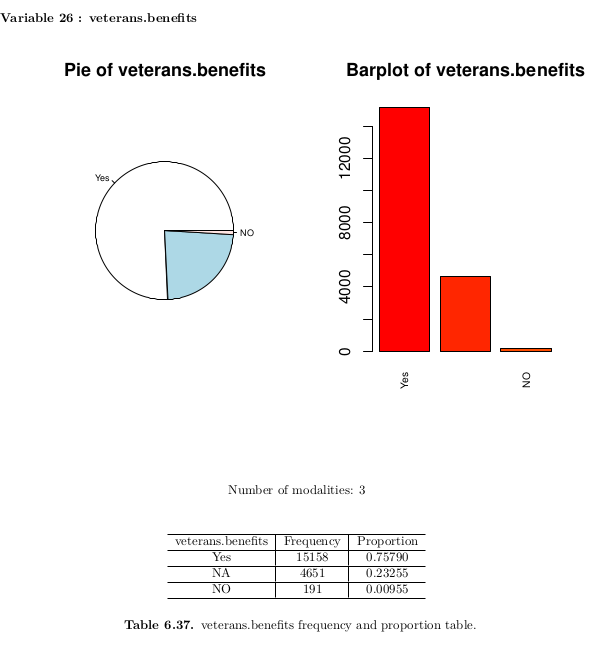 Variable 26 : veterans.benefits
Pie of veterans.benefits
Yes
NO
Barplot of veterans.benefits
12000
8000
4000
0
Yes
NO
Number of modalities: 3
veterans.benefits Frequency Proportion
Yes 15158 0.75790
NA 4651 0.23255
NO 191 0.00955
Table 6.37. veterans.benefits frequency and proportion table.